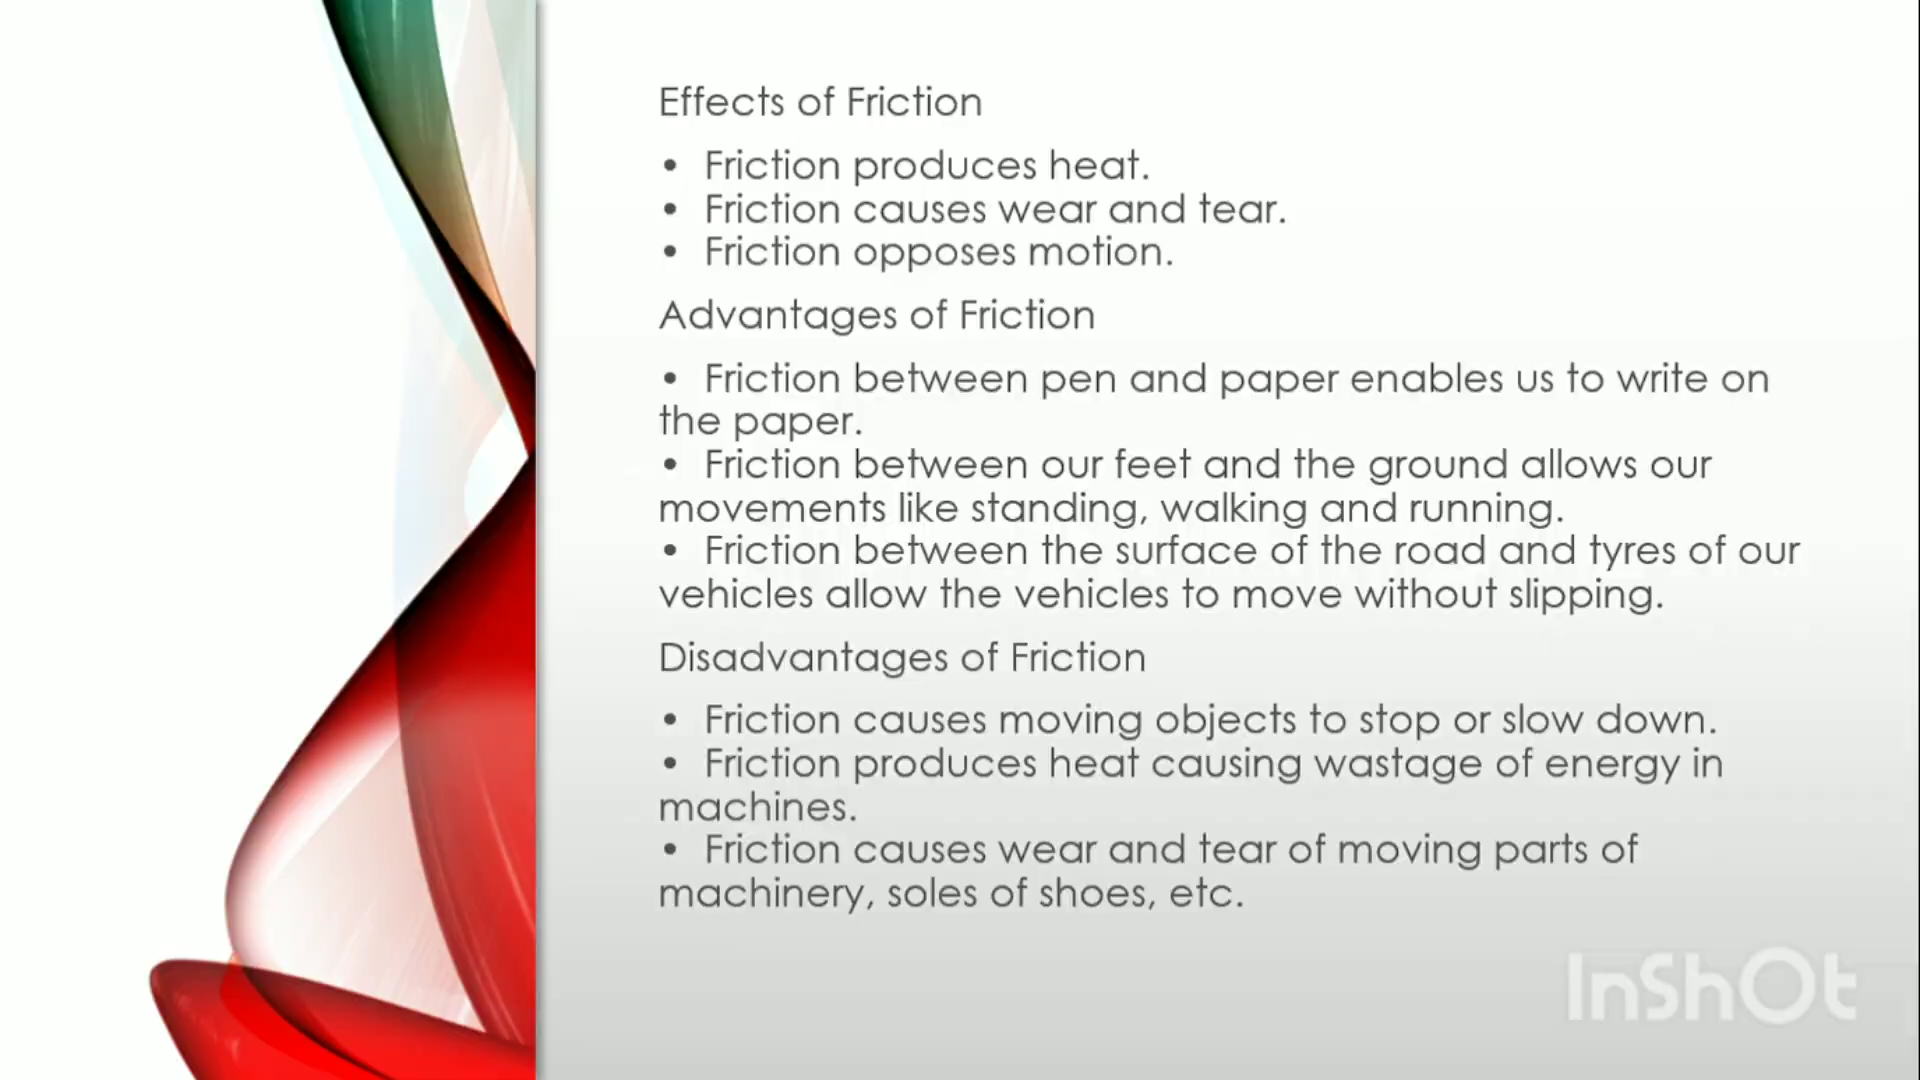 Effects of Friction
• Friction produces heat.
• Friction causes wear and tear.
• Friction opposes motion.
Advantages of Friction
• Friction between pen and paper enables us to write on
the paper.
• Friction between our feet and the ground allows our
movements like standing, walking and running.
• Friction between the surface of the road and tyres of our
vehicles allow the vehicles to move without slipping.
Disadvantages of Friction
• Friction causes moving objects to stop or slow down.
• Friction produces heat causing wastage of energy in
machines.
• Friction causes wear and tear of moving parts of
machinery, soles of shoes, etc.
InShOt